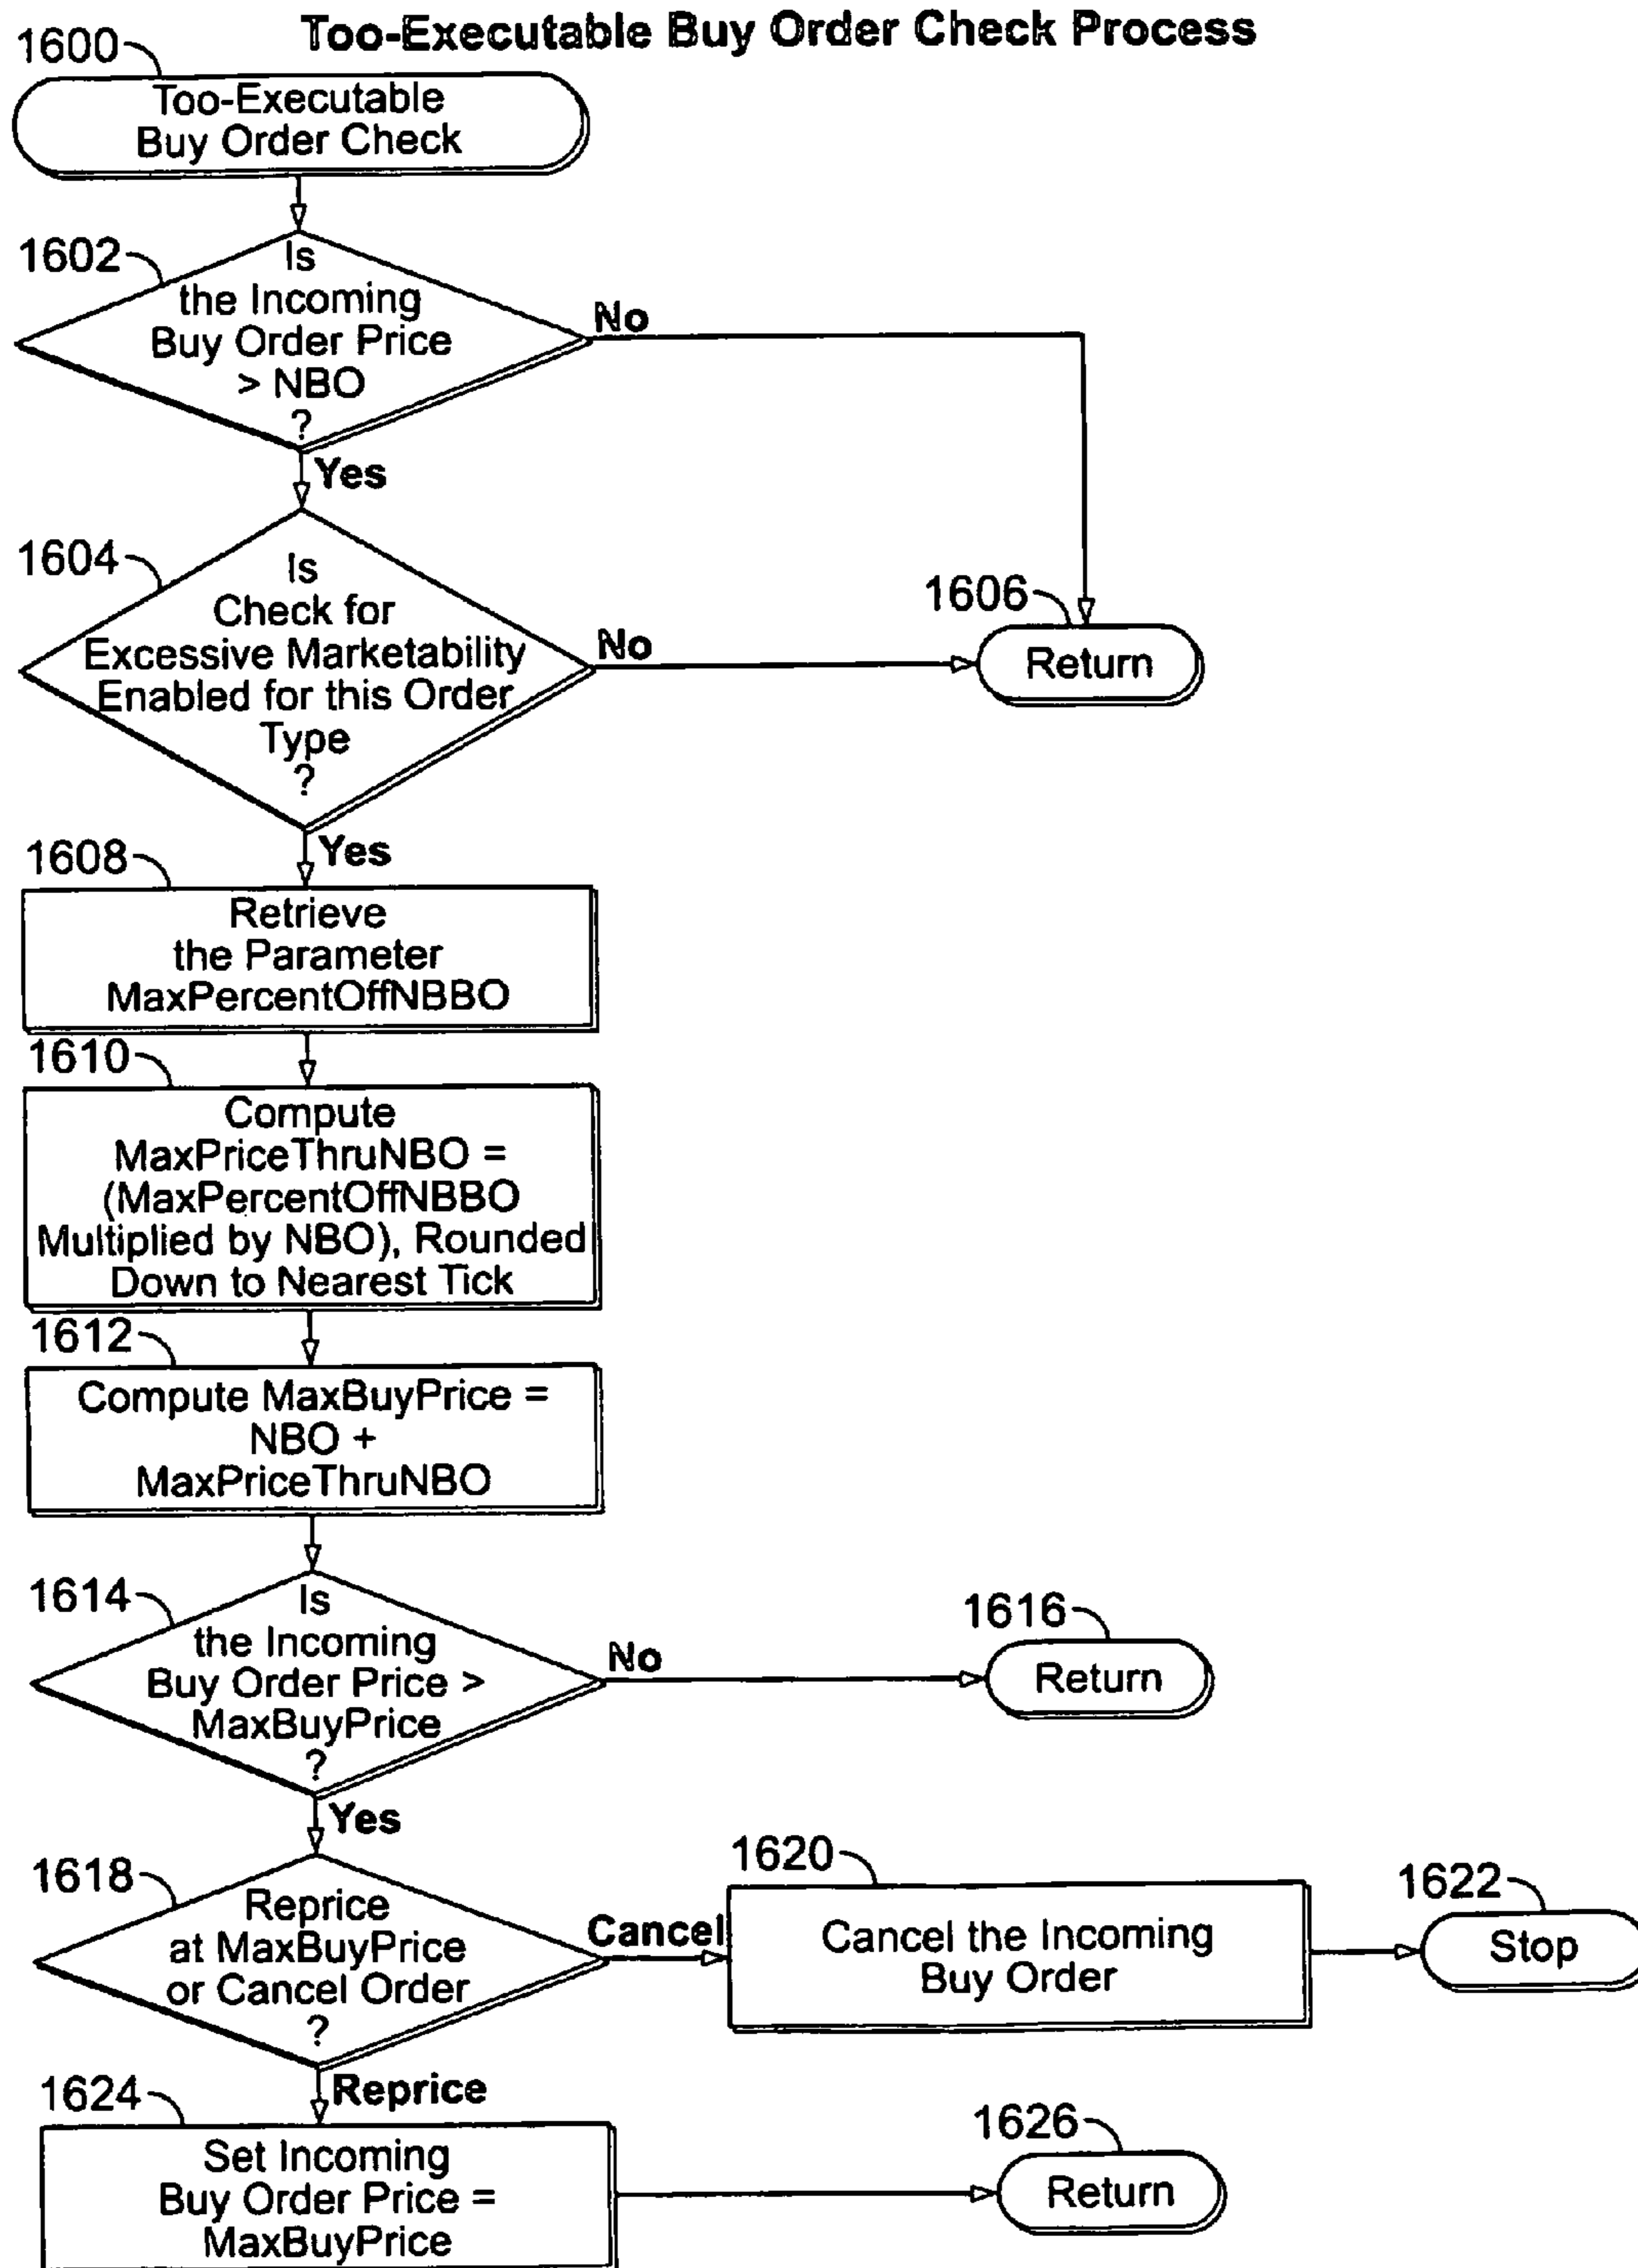 Too-Executable Buy Order Check Process
1600
Too-Executable
Buy Order Check
1602
Is
the Incoming
Buy Order Price
> NBO
?
No
Yes
1604
Is
Check for
Excessive Marketability
Enabled for this Order
Type
?
No
1606
Return
Yes
1608
Retrieve
the Parameter
MaxPercentOffNBBO
1610
Compute
MaxPriceThruNBO =
(MaxPercentOffNBBO
Multiplied by NBO), Rounded
Down to Nearest Tick
1612
Compute MaxBuyPrice =
NBO +
MaxPriceThruNBO
1614
Is
the Incoming
Buy Order Price >
MaxBuyPrice
?
No
1616
Return
Yes
1618
Reprice
at MaxBuyPrice
or Cancel Order
?
Cancel
1620
Cancel the Incoming
Buy Order
1622
Stop
Reprice
1624
Set Incoming
Buy Order Price =
MaxBuyPrice
1626
Return